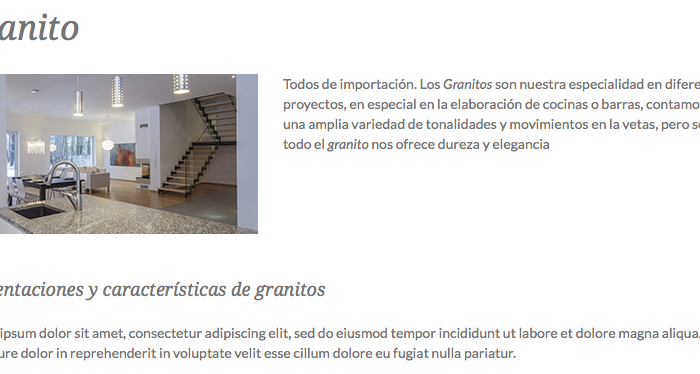 anito
Todos de importación. Los Granitos son nuestra especialidad en difere
proyectos, en especial en la elaboración de cocinas o barras, contamo
una amplia variedad de tonalidades y movimientos en la vetas, pero so
todo el granito nos ofrece dureza y elegancia
entaciones y características de granitos
ipsum dolor sit amet, consectetur adipiscing elit, sed do eiusmod tempor incididunt ut labore et dolore magna aliqua.
ure dolor in reprehenderit in voluptate velit esse cillum dolore eu fugiat nulla pariatur.